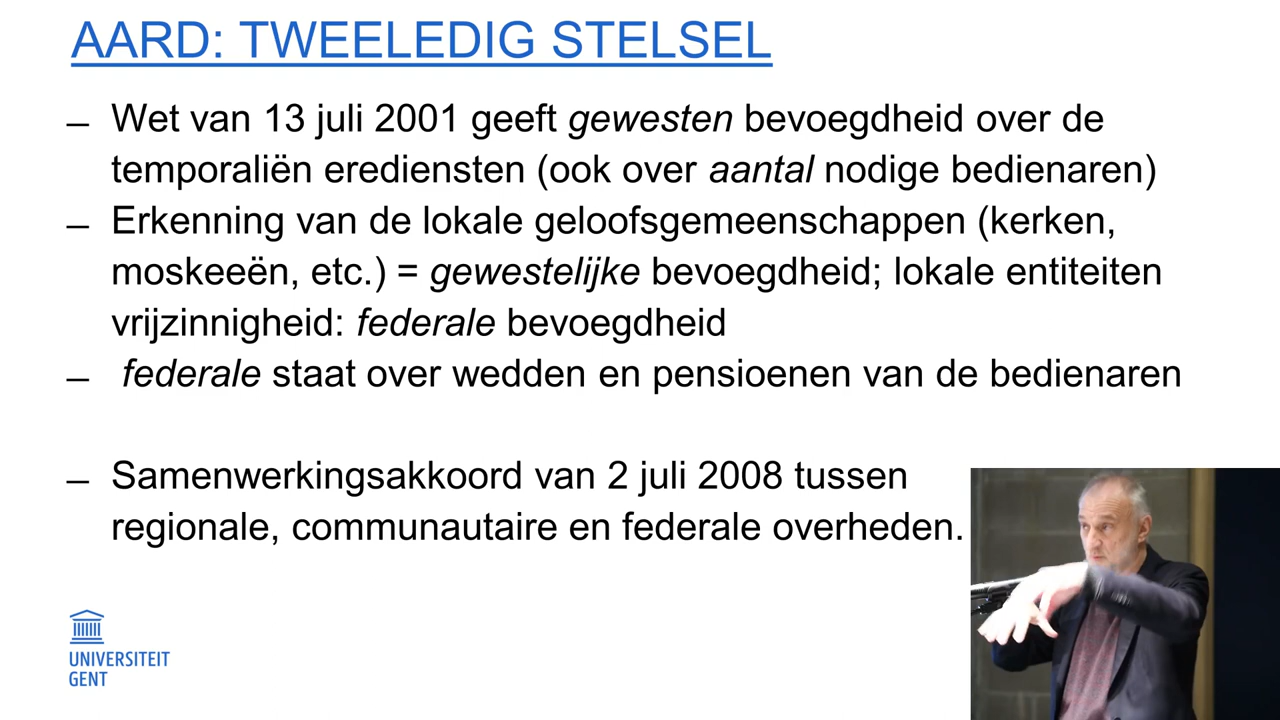 AARD: TWEELEDIG STELSEL
– Wet van 13 juli 2001 geeft gewesten bevoegdheid over de
temporaliën erediensten (ook over aantal nodige bedienaren)
– Erkenning van de lokale geloofsgemeenschappen (kerken,
moskeeën, etc.) = gewestelijke bevoegdheid; lokale entiteiten
vrijzinnigheid: federale bevoegdheid
– federale staat over wedden en pensioenen van de bedienaren
– Samenwerkingsakkoord van 2 juli 2008 tussen
regionale, communautaire en federale overheden.
UNIVERSITEIT
GENT